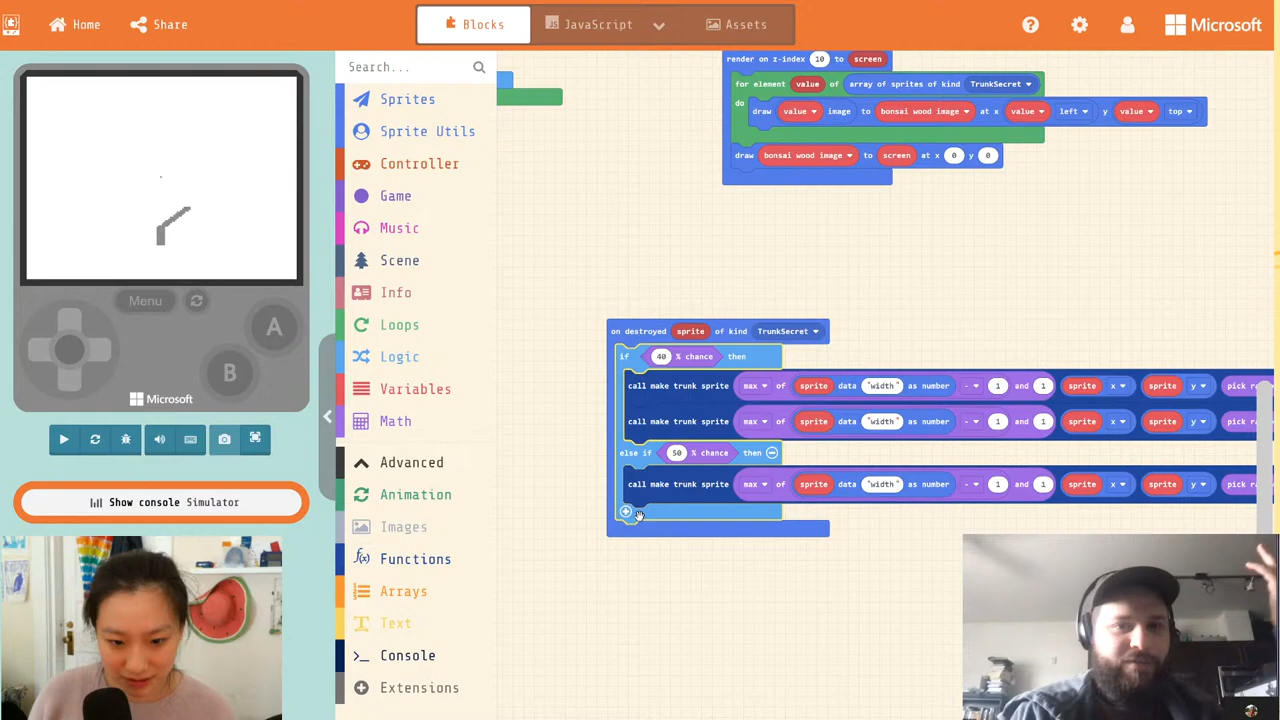 Home
Share
Blocks
JS JavaScript
Assets
Microsoft
Menu
A
B
Microsoft
Show console Simulator
Search...
Sprites
Sprite Utils
Controller
Game
Music
Scene
Info
Loops
Logic
Variables
Math
Advanced
Animation
Images
Functions
Arrays
Text
Console
Extensions
render on z-index 10 to screen
for element value of array of sprites of kind TrunkSecret
do draw value image to bonsai wood image at x value left y value top
draw bonsai wood image to screen at x 0 y 0
on destroyed sprite of kind TrunkSecret
if 40 % chance then
call make trunk sprite max of sprite data "width" as number - 1 and 1 sprite x sprite y pick ra
call make trunk sprite max of sprite data "width" as number - 1 and 1 sprite x sprite y pick ra
else if 50 % chance then
call make trunk sprite max of sprite data "width" as number - 1 and 1 sprite x sprite y pick ra